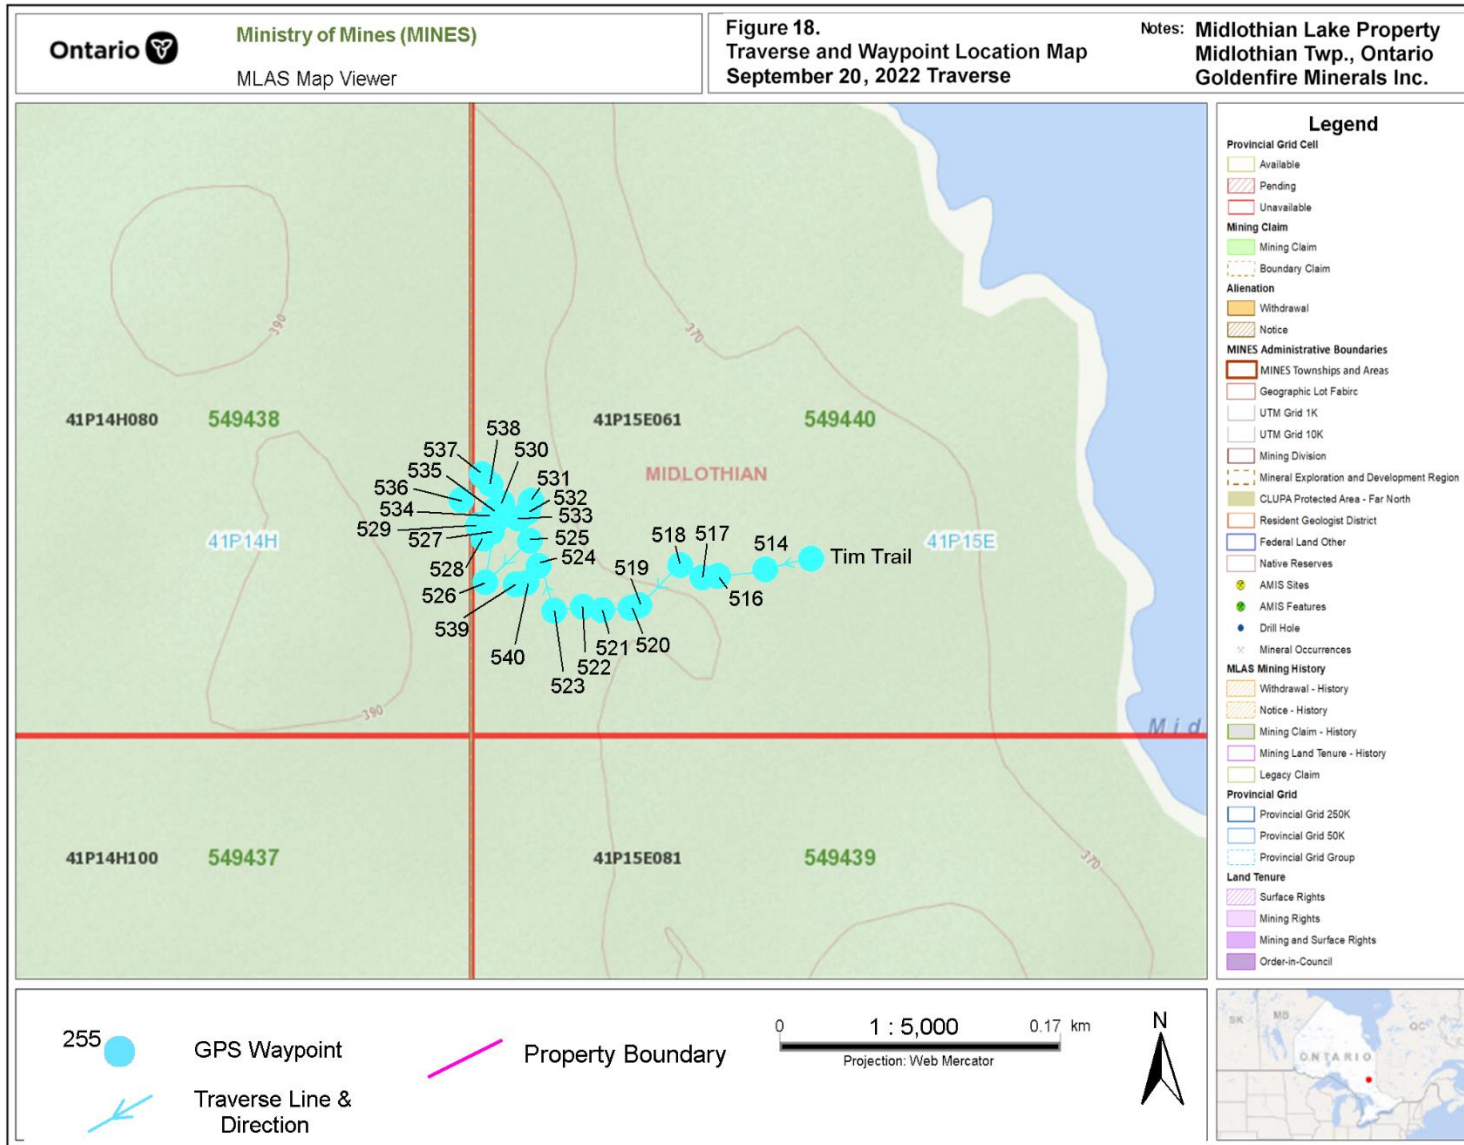 Ontario
Ministry of Mines (MINES)
MLAS Map Viewer
Figure 18.
Traverse and Waypoint Location Map
September 20, 2022 Traverse
Notes: Midlothian Lake Property
Midlothian Twp., Ontario
Goldenfire Minerals Inc.
390
370
41P14H080
549438
41P15E061
549440
MIDLOTHIAN
538
537
530
535
531
536
532
534
533
529
527
525
528
524
526
519
518
517
514
Tim Trail
516
539
540
523
522
521
520
41P14H
41P15E
390
Mid
41P14H100
549437
41P15E081
549439
370
Legend
Provincial Grid Cell
Available
Pending
Unavailable
Mining Claim
Mining Claim
Boundary Claim
Alienation
Withdrawal
Notice
MINES Administrative Boundaries
MINES Townships and Areas
Geographic Lot Fabirc
UTM Grid 1K
UTM Grid 10K
Mining Division
Mineral Exploration and Development Region
CLUPA Protected Area - Far North
Resident Geologist District
Federal Land Other
Native Reserves
AMIS Sites
AMIS Features
Drill Hole
Mineral Occurrences
MLAS Mining History
Withdrawal - History
Notice - History
Mining Claim - History
Mining Land Tenure - History
Legacy Claim
Provincial Grid
Provincial Grid 250K
Provincial Grid 50K
Provincial Grid Group
Land Tenure
Surface Rights
Mining Rights
Mining and Surface Rights
Order-in-Council
255
GPS Waypoint
Traverse Line &
Direction
Property Boundary
0 1 : 5,000 0.17 km
Projection: Web Mercator
N
SK
MB
ONTARIO
QC